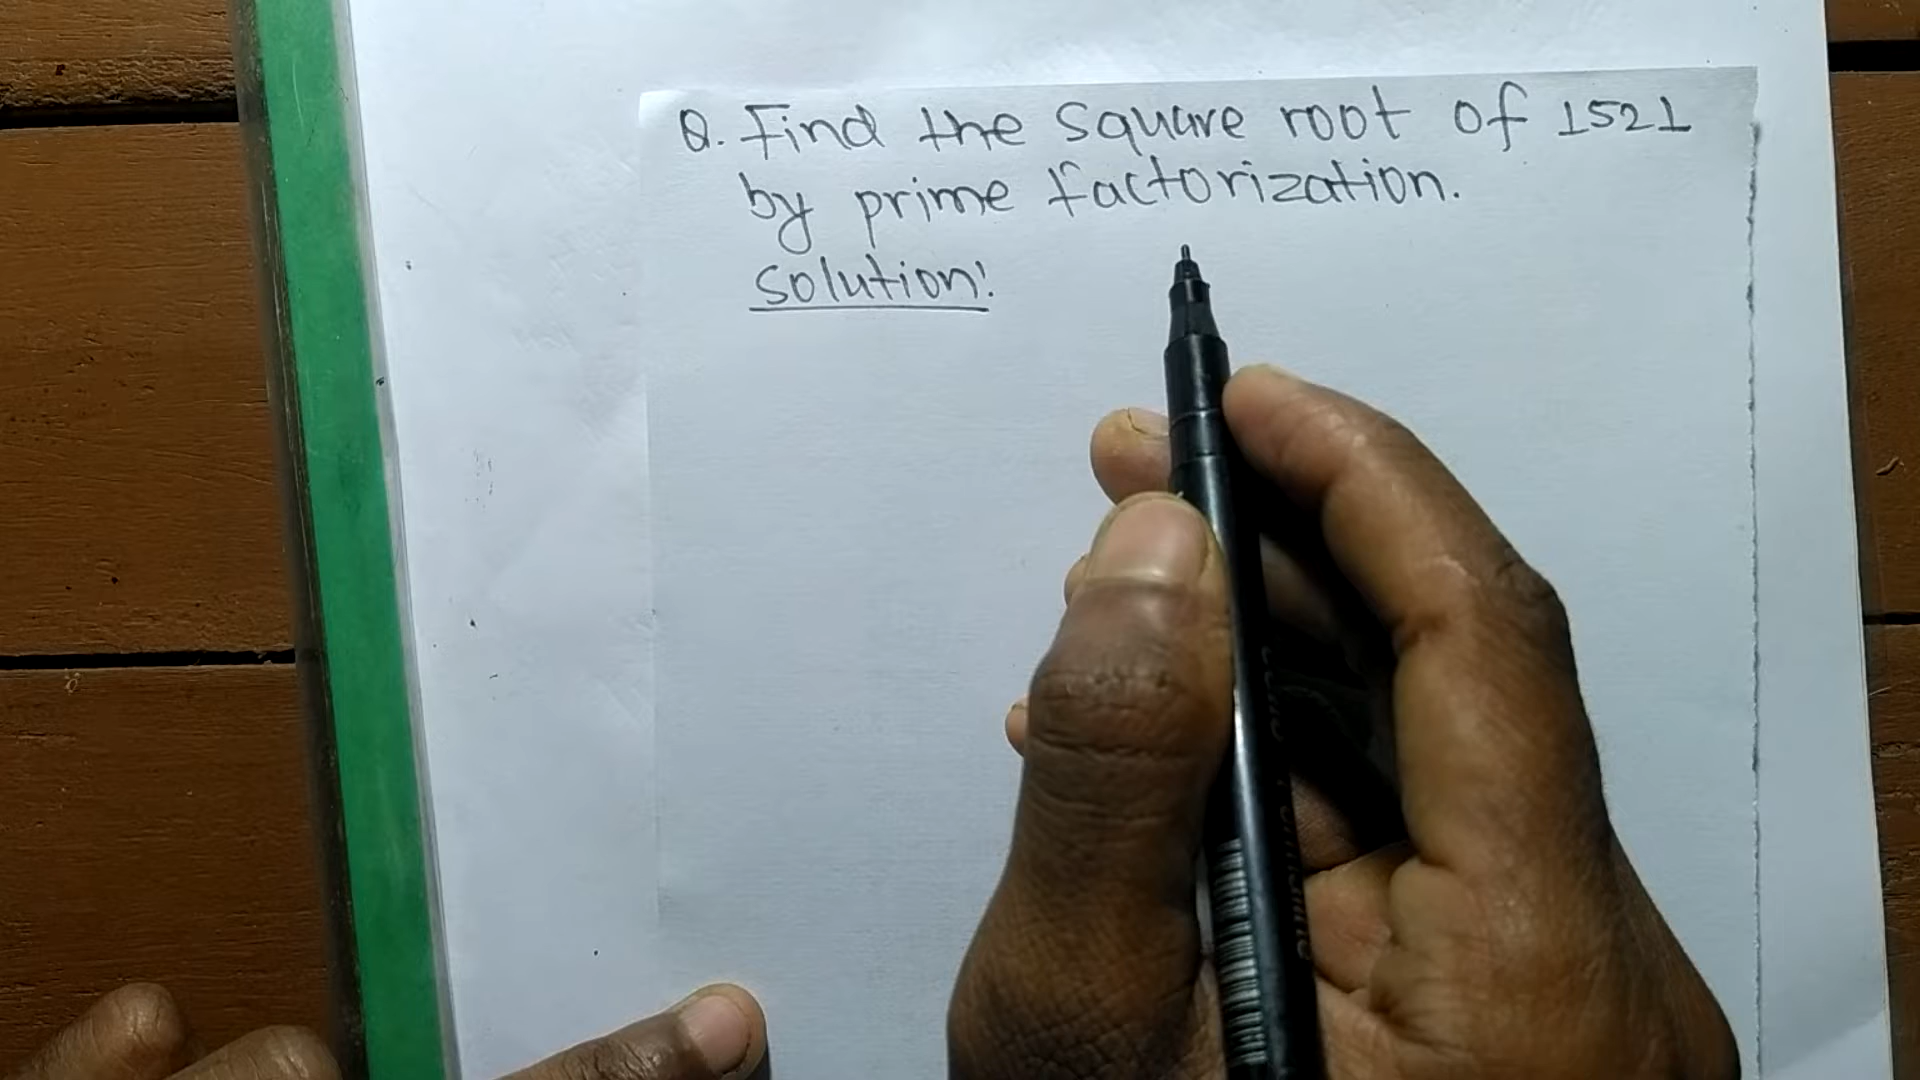 Q. Find the square root of 1521
by prime factorization.
Solution: